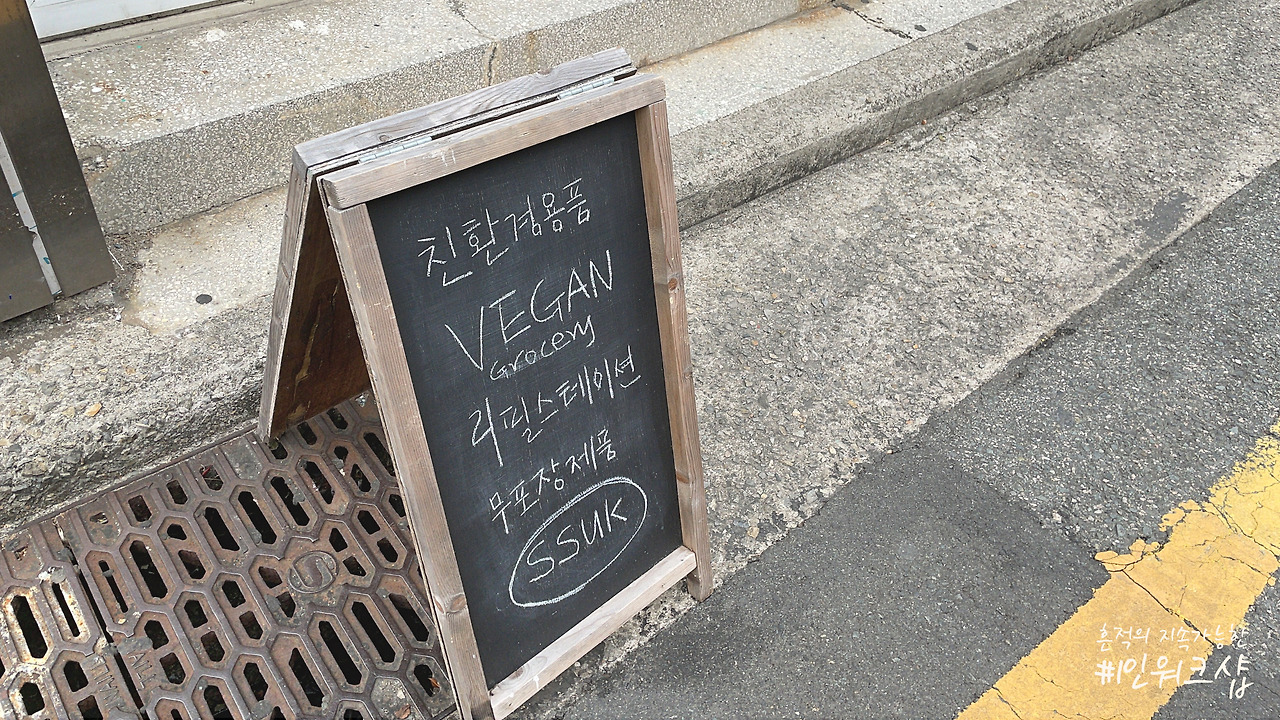 친환경용품
VEGAN
Grocery
리필스테이션
무포장제품
SSUK
흔적의 지속가능한
#1인워크샵